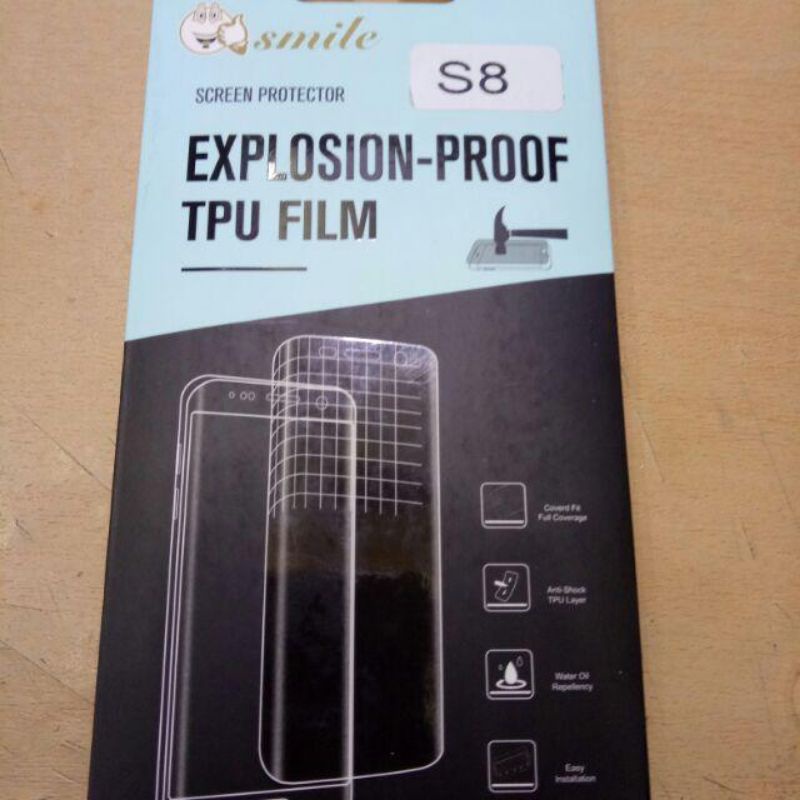 smile
S8
SCREEN PROTECTOR
EXPLOSION-PROOF
TPU FILM
Coverd Fit
Full Coverage
Anti-Shock
TPU Layer
Water Oil
Repellency
Easy
Installation